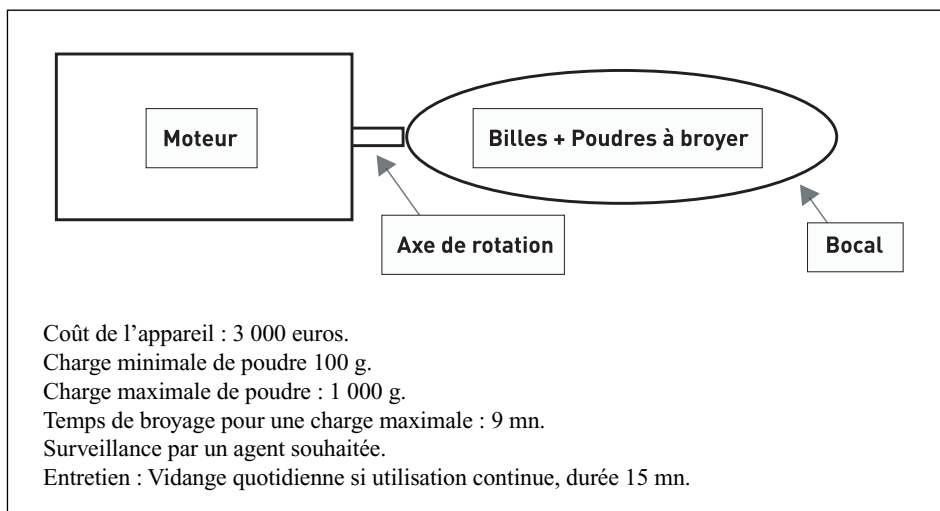 Moteur
Billes + Poudres à broyer
Axe de rotation
Bocal
Coût de l'appareil : 3 000 euros.
Charge minimale de poudre 100 g.
Charge maximale de poudre : 1 000 g.
Temps de broyage pour une charge maximale : 9 mn.
Surveillance par un agent souhaitée.
Entretien : Vidange quotidienne si utilisation continue, durée 15 mn.